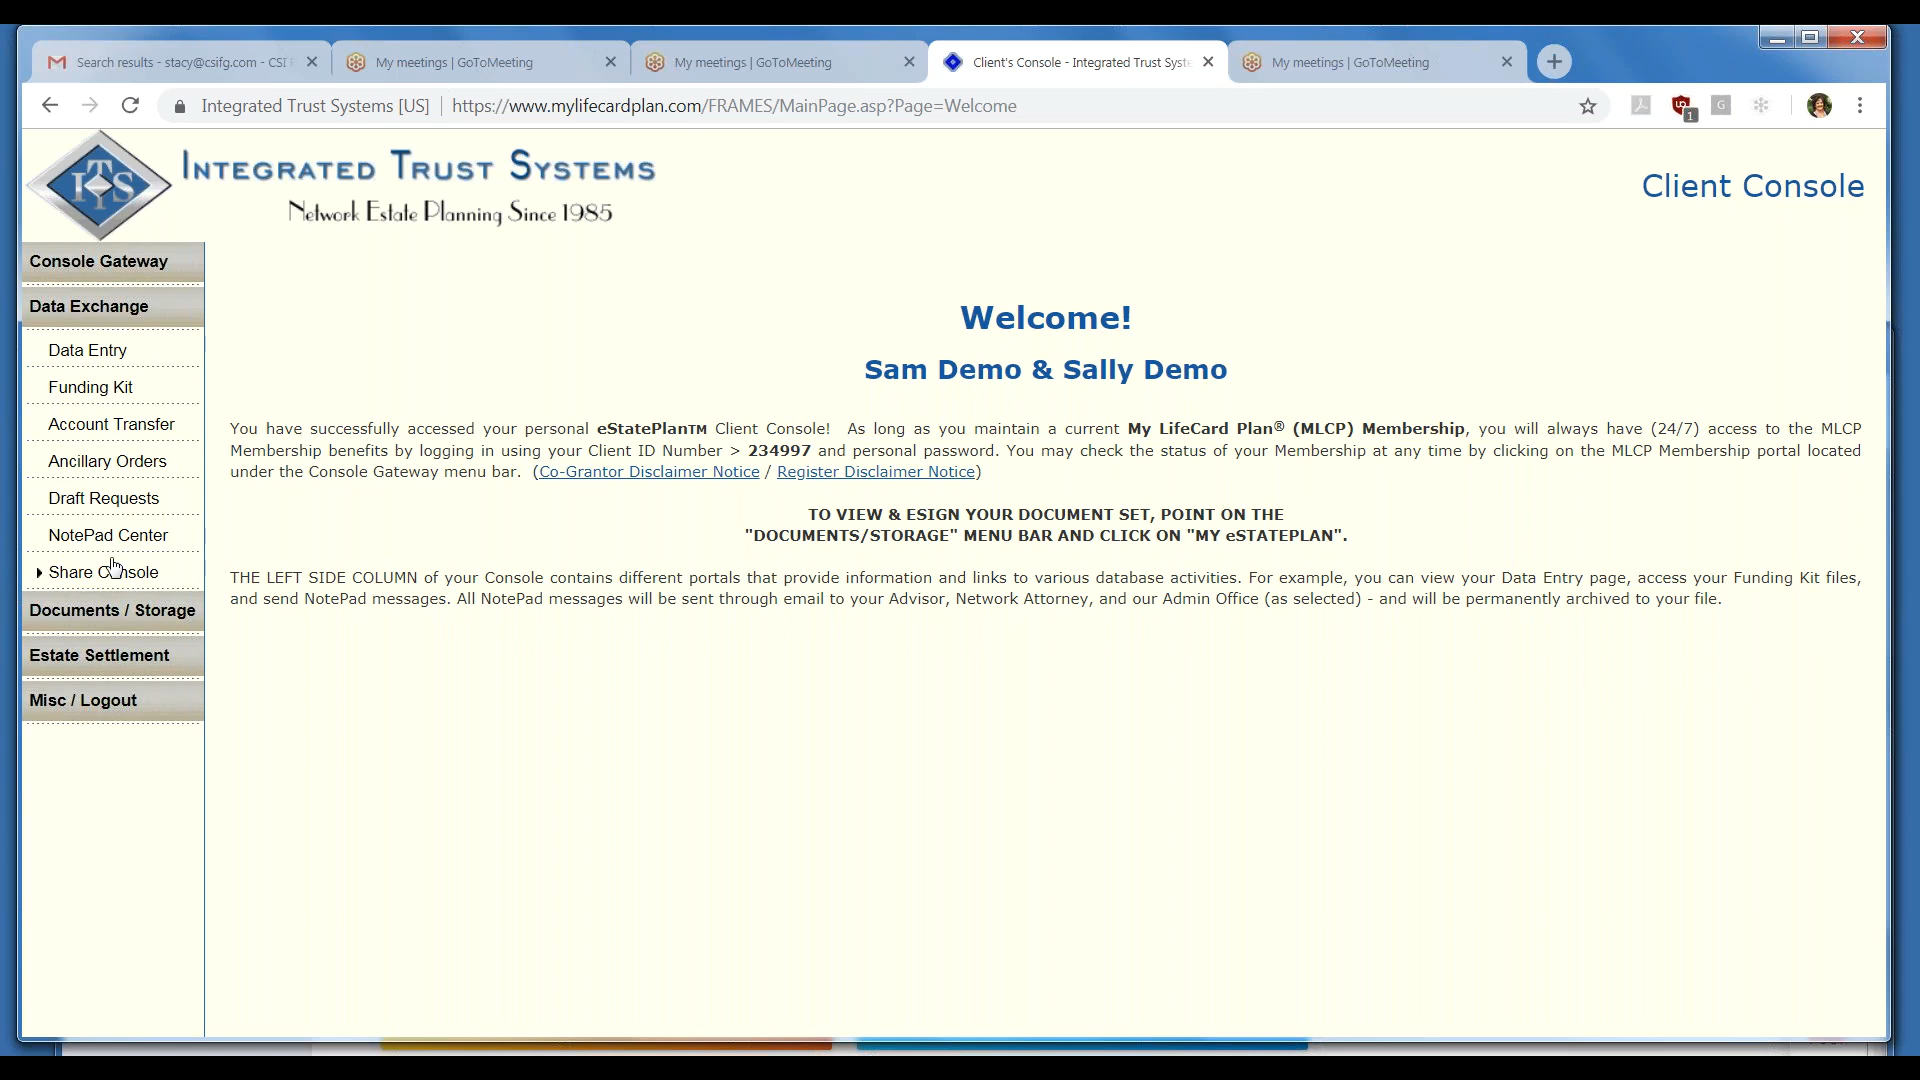 Search results - stacy@csifg.com - CSI
My meetings | GoToMeeting
My meetings | GoToMeeting
Client's Console - Integrated Trust Syste
My meetings | GoToMeeting
Integrated Trust Systems [US] | https://www.mylifecardplan.com/FRAMES/MainPage.asp?Page=Welcome
1
G
ITS
INTEGRATED TRUST SYSTEMS
Network Estate Planning Since 1985
Client Console
Console Gateway
Data Exchange
Data Entry
Funding Kit
Account Transfer
Ancillary Orders
Draft Requests
NotePad Center
Share Console
Documents / Storage
Estate Settlement
Misc / Logout
Welcome!
Sam Demo & Sally Demo
You have successfully accessed your personal eStatePlan™ Client Console! As long as you maintain a current My LifeCard Plan® (MLCP) Membership, you will always have (24/7) access to the MLCP
Membership benefits by logging in using your Client ID Number > 234997 and personal password. You may check the status of your Membership at any time by clicking on the MLCP Membership portal located
under the Console Gateway menu bar. (Co-Grantor Disclaimer Notice / Register Disclaimer Notice)
TO VIEW & ESIGN YOUR DOCUMENT SET, POINT ON THE
"DOCUMENTS/STORAGE" MENU BAR AND CLICK ON "MY eSTATEPLAN".
THE LEFT SIDE COLUMN of your Console contains different portals that provide information and links to various database activities. For example, you can view your Data Entry page, access your Funding Kit files,
and send NotePad messages. All NotePad messages will be sent through email to your Advisor, Network Attorney, and our Admin Office (as selected) - and will be permanently archived to your file.